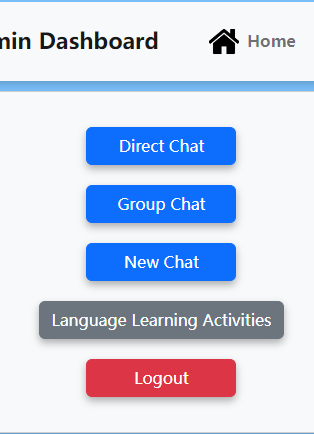 min Dashboard
Home
Direct Chat
Group Chat
New Chat
Language Learning Activities
Logout